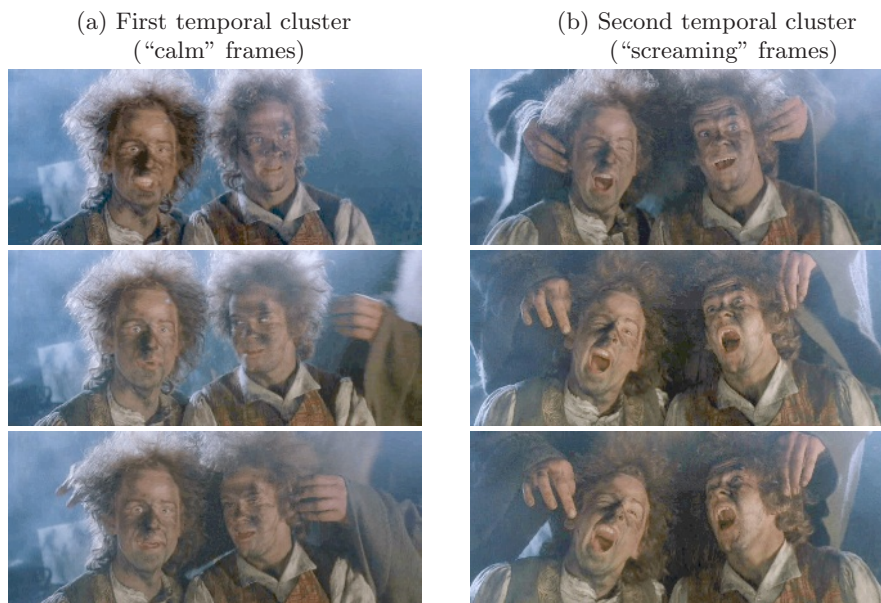 (a) First temporal cluster
(“calm” frames)
(b) Second temporal cluster
(“screaming” frames)